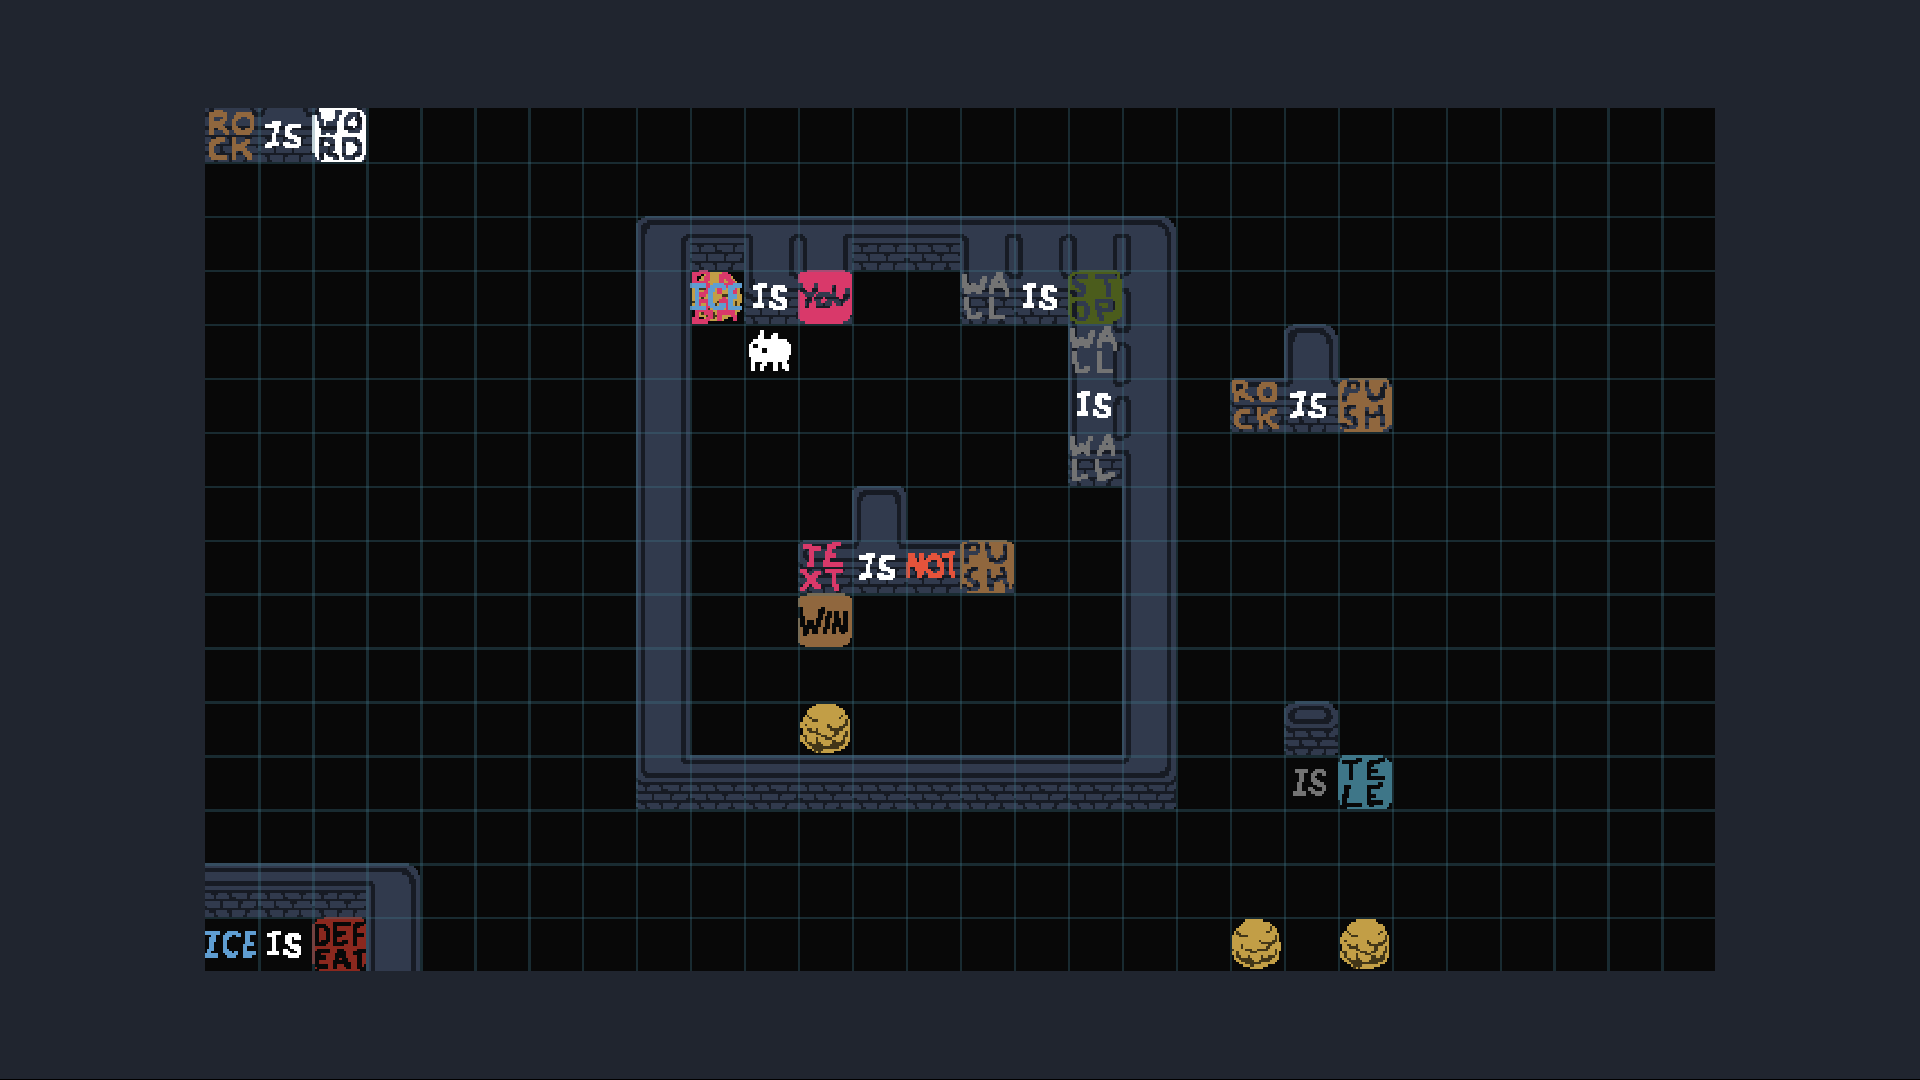 ROCK IS WORD
ICE IS YOU WALL IS STOP
WALL
IS ROCK IS PUSH
WALL
TEXT IS NOT PUSH
WIN
IS TELE
ICE IS DEFEAT